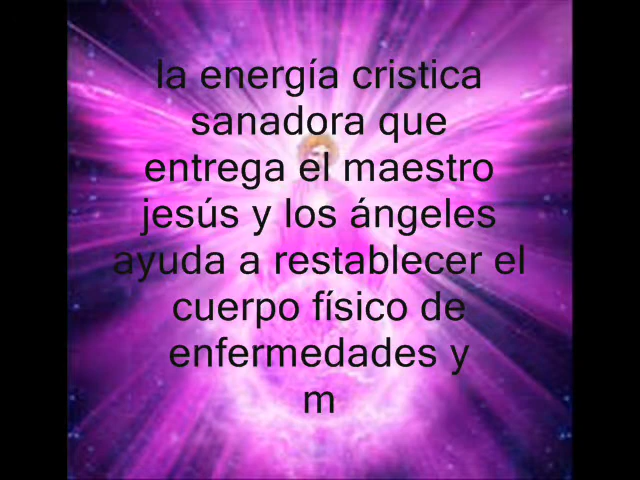 la energía cristica
sanadora que
entrega el maestro
jesús y los ángeles
ayuda a restablecer el
cuerpo físico de
enfermedades y
m